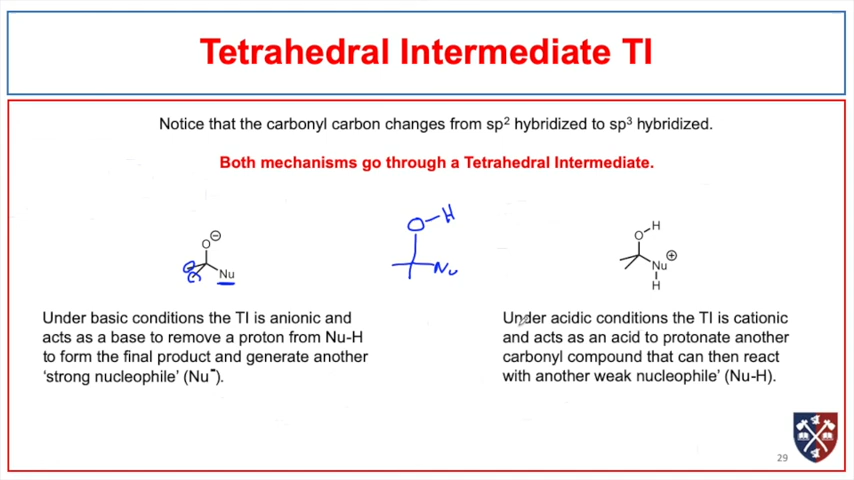 Tetrahedral Intermediate TI
Notice that the carbonyl carbon changes from sp² hybridized to sp³ hybridized.
Both mechanisms go through a Tetrahedral Intermediate.
O⊖
Nu
O-H
Nu
O-H
Nu⊕
H
Under basic conditions the TI is anionic and
acts as a base to remove a proton from Nu-H
to form the final product and generate another
‘strong nucleophile’ (Nu⁻).
Under acidic conditions the TI is cationic
and acts as an acid to protonate another
carbonyl compound that can then react
with another weak nucleophile’ (Nu-H).
29